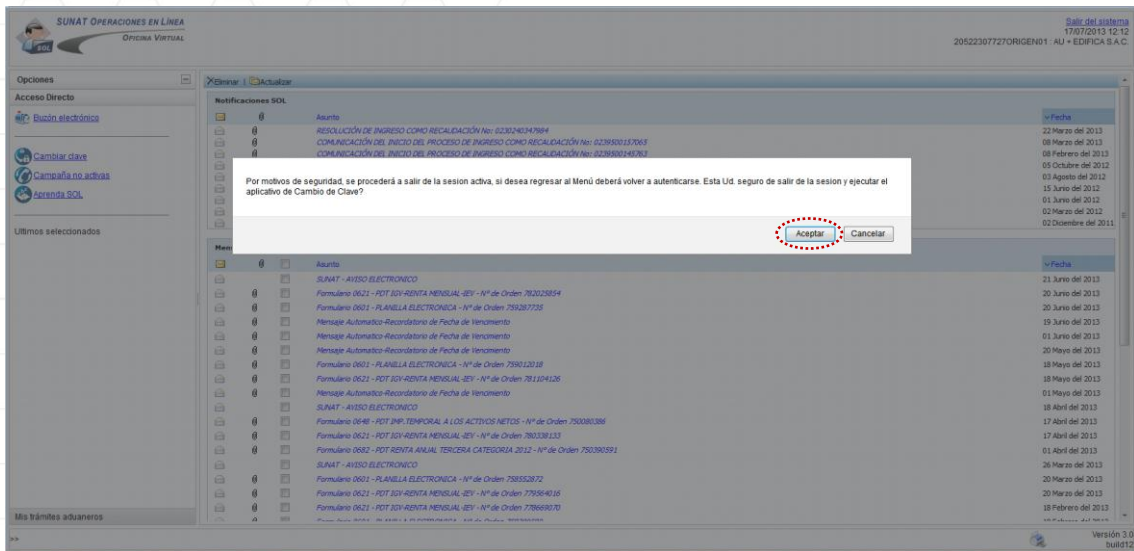 SUNAT OPERACIONES EN LÍNEA
OFICINA VIRTUAL
SOL
Salir del sistema
17/07/2013 12:12
20522307727ORIGEN01 : AU + EDIFICA S.A.C.
Opciones
Acceso Directo
Buzón electrónico
Cambiar clave
Campaña no activas
Aprenda SOL
Ultimos seleccionados
Mis trámites aduaneros
Eliminar | Actualizar
Notificaciones SOL
Asunto Fecha
RESOLUCIÓN DE INGRESO COMO RECAUDACIÓN No: 0230240347984 22 Marzo del 2013
COMUNICACIÓN DEL INICIO DEL PROCESO DE INGRESO COMO RECAUDACIÓN No: 0239500157065 08 Marzo del 2013
COMUNICACIÓN DEL INICIO DEL PROCESO DE INGRESO COMO RECAUDACIÓN No: 0239500145763 08 Febrero del 2013
05 Octubre del 2012
03 Agosto del 2012
15 Junio del 2012
01 Junio del 2012
02 Marzo del 2012
02 Diciembre del 2011
Por motivos de seguridad, se procederá a salir de la sesion activa, si desea regresar al Menú deberá volver a autenticarse. Esta Ud. seguro de salir de la sesion y ejecutar el
aplicativo de Cambio de Clave?
Aceptar Cancelar
Asunto Fecha
SUNAT - AVISO ELECTRONICO 21 Junio del 2013
Formulario 0621 - PDT IGV-RENTA MENSUAL-IEV - Nº de Orden 782025854 20 Junio del 2013
Formulario 0601 - PLANILLA ELECTRONICA - Nº de Orden 759287735 20 Junio del 2013
Mensaje Automatico-Recordatorio de Fecha de Vencimiento 19 Junio del 2013
Mensaje Automatico-Recordatorio de Fecha de Vencimiento 01 Junio del 2013
Mensaje Automatico-Recordatorio de Fecha de Vencimiento 20 Mayo del 2013
Formulario 0601 - PLANILLA ELECTRONICA - Nº de Orden 759012018 18 Mayo del 2013
Formulario 0621 - PDT IGV-RENTA MENSUAL-IEV - Nº de Orden 781104126 18 Mayo del 2013
Mensaje Automatico-Recordatorio de Fecha de Vencimiento 01 Mayo del 2013
SUNAT - AVISO ELECTRONICO 18 Abril del 2013
Formulario 0648 - PDT IMP.TEMPORAL A LOS ACTIVOS NETOS - Nº de Orden 750080386 17 Abril del 2013
Formulario 0621 - PDT IGV-RENTA MENSUAL-IEV - Nº de Orden 780338133 17 Abril del 2013
Formulario 0682 - PDT RENTA ANUAL TERCERA CATEGORIA 2012 - Nº de Orden 750390591 01 Abril del 2013
SUNAT - AVISO ELECTRONICO 26 Marzo del 2013
Formulario 0601 - PLANILLA ELECTRONICA - Nº de Orden 758552872 20 Marzo del 2013
Formulario 0621 - PDT IGV-RENTA MENSUAL-IEV - Nº de Orden 779564016 20 Marzo del 2013
Formulario 0621 - PDT IGV-RENTA MENSUAL-IEV - Nº de Orden 778669070 18 Febrero del 2013
>>
Versión 3.0
build12